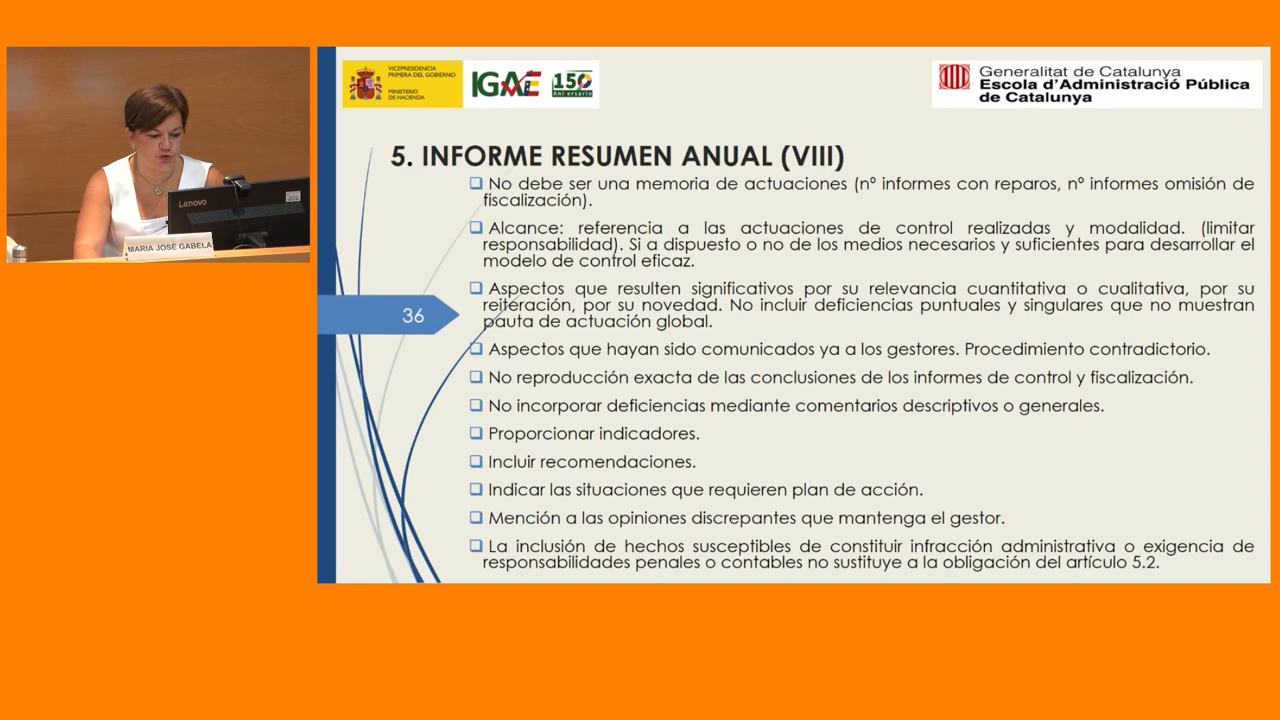 VICEPRESIDENCIA
PRIMERA DEL GOBIERNO
MINISTERIO
DE HACIENDA
IGAE
150
Aniversario
Generalitat de Catalunya
Escola d'Administració Pública
de Catalunya
5. INFORME RESUMEN ANUAL (VIII)
No debe ser una memoria de actuaciones (nº informes con reparos, nº informes omisión de
fiscalización).
Alcance: referencia a las actuaciones de control realizadas y modalidad. (limitar
responsabilidad). Si a dispuesto o no de los medios necesarios y suficientes para desarrollar el
modelo de control eficaz.
Aspectos que resulten significativos por su relevancia cuantitativa o cualitativa, por su
reiteración, por su novedad. No incluir deficiencias puntuales y singulares que no muestran
pauta de actuación global.
36
Aspectos que hayan sido comunicados ya a los gestores. Procedimiento contradictorio.
No reproducción exacta de las conclusiones de los informes de control y fiscalización.
No incorporar deficiencias mediante comentarios descriptivos o generales.
Proporcionar indicadores.
Incluir recomendaciones.
Indicar las situaciones que requieren plan de acción.
Mención a las opiniones discrepantes que mantenga el gestor.
La inclusión de hechos susceptibles de constituir infracción administrativa o exigencia de
responsabilidades penales o contables no sustituye a la obligación del artículo 5.2.
Lenovo
MARIA JOSÉ GABELA